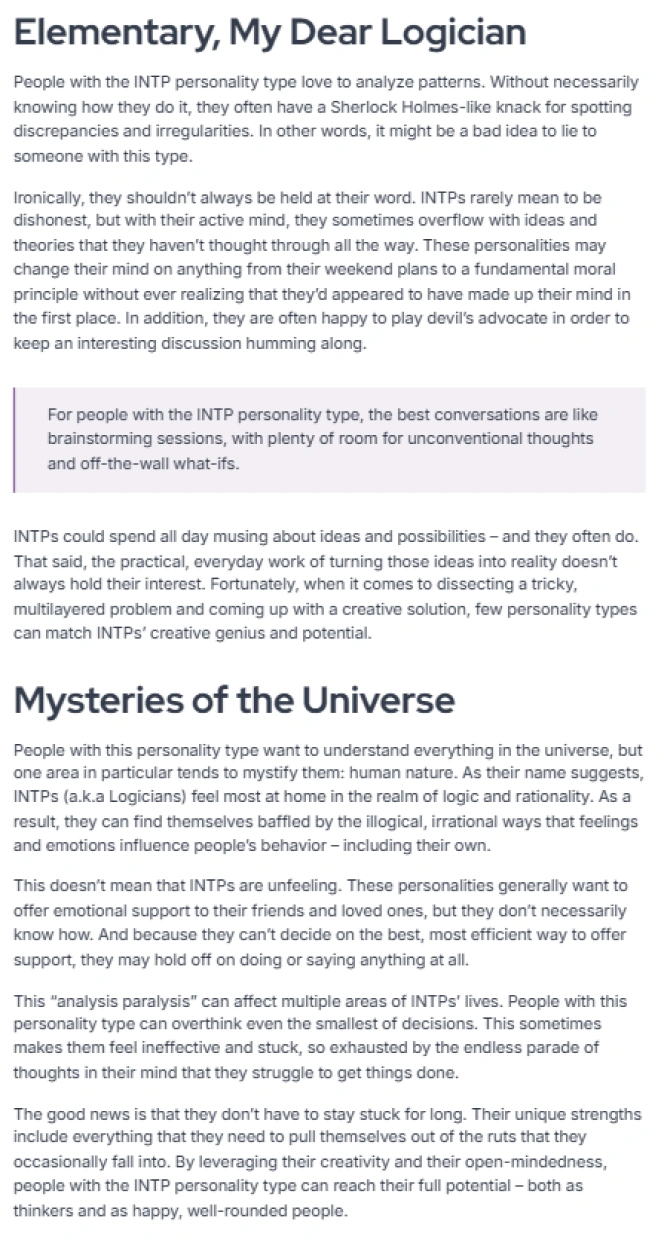 Elementary, My Dear Logician
People with the INTP personality type love to analyze patterns. Without necessarily
knowing how they do it, they often have a Sherlock Holmes-like knack for spotting
discrepancies and irregularities. In other words, it might be a bad idea to lie to
someone with this type.
Ironically, they shouldn’t always be held at their word. INTPs rarely mean to be
dishonest, but with their active mind, they sometimes overflow with ideas and
theories that they haven’t thought through all the way. These personalities may
change their mind on anything from their weekend plans to a fundamental moral
principle without ever realizing that they’d appeared to have made up their mind in
the first place. In addition, they are often happy to play devil’s advocate in order to
keep an interesting discussion humming along.
For people with the INTP personality type, the best conversations are like
brainstorming sessions, with plenty of room for unconventional thoughts
and off-the-wall what-ifs.
INTPs could spend all day musing about ideas and possibilities – and they often do.
That said, the practical, everyday work of turning those ideas into reality doesn’t
always hold their interest. Fortunately, when it comes to dissecting a tricky,
multilayered problem and coming up with a creative solution, few personality types
can match INTPs’ creative genius and potential.
Mysteries of the Universe
People with this personality type want to understand everything in the universe, but
one area in particular tends to mystify them: human nature. As their name suggests,
INTPs (a.k.a Logicians) feel most at home in the realm of logic and rationality. As a
result, they can find themselves baffled by the illogical, irrational ways that feelings
and emotions influence people’s behavior – including their own.
This doesn’t mean that INTPs are unfeeling. These personalities generally want to
offer emotional support to their friends and loved ones, but they don’t necessarily
know how. And because they can’t decide on the best, most efficient way to offer
support, they may hold off on doing or saying anything at all.
This “analysis paralysis” can affect multiple areas of INTPs’ lives. People with this
personality type can overthink even the smallest of decisions. This sometimes
makes them feel ineffective and stuck, so exhausted by the endless parade of
thoughts in their mind that they struggle to get things done.
The good news is that they don’t have to stay stuck for long. Their unique strengths
include everything that they need to pull themselves out of the ruts that they
occasionally fall into. By leveraging their creativity and their open-mindedness,
people with the INTP personality type can reach their full potential – both as
thinkers and as happy, well-rounded people.